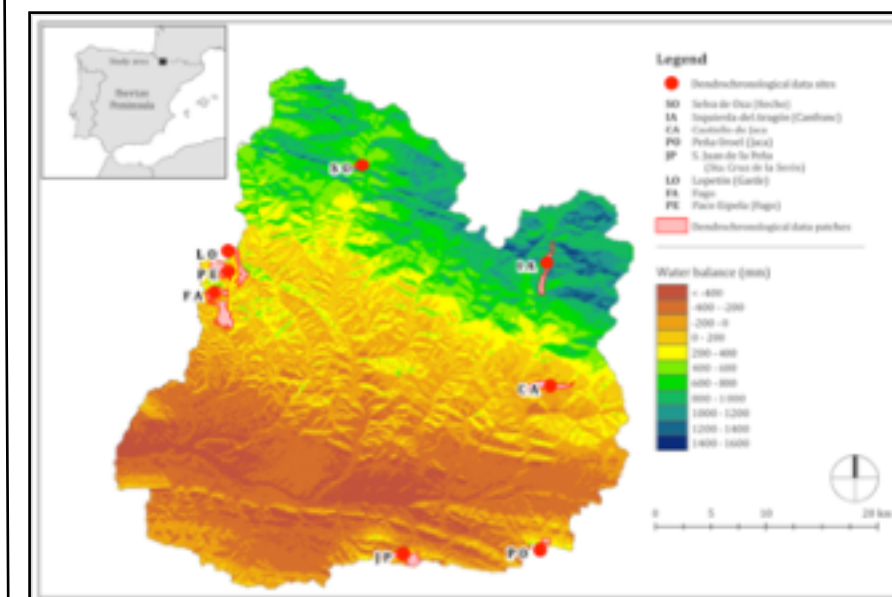 Study area
Iberian
Peninsula
Legend
Dendrochronological data sites
SO Selva de Oza (Hecho)
IA Izquierda del Aragón (Canfranc)
CA Castiello de Jaca
PO Peña Oroel (Jaca)
JP S. Juan de la Peña
(Sta. Cruz de la Serós)
LO Lopetón (Garde)
FA Fago
PE Paco Ezpela (Fago)
Dendrochronological data patches
Water balance (mm)
< -400
-400 - -200
-200 - 0
0 - 200
200 - 400
400 - 600
600 - 800
800 - 1000
1000 - 1200
1200 - 1400
1400 - 1600
0 5 10 20 km
SO
LO
PE
FA
IA
CA
JP
PO